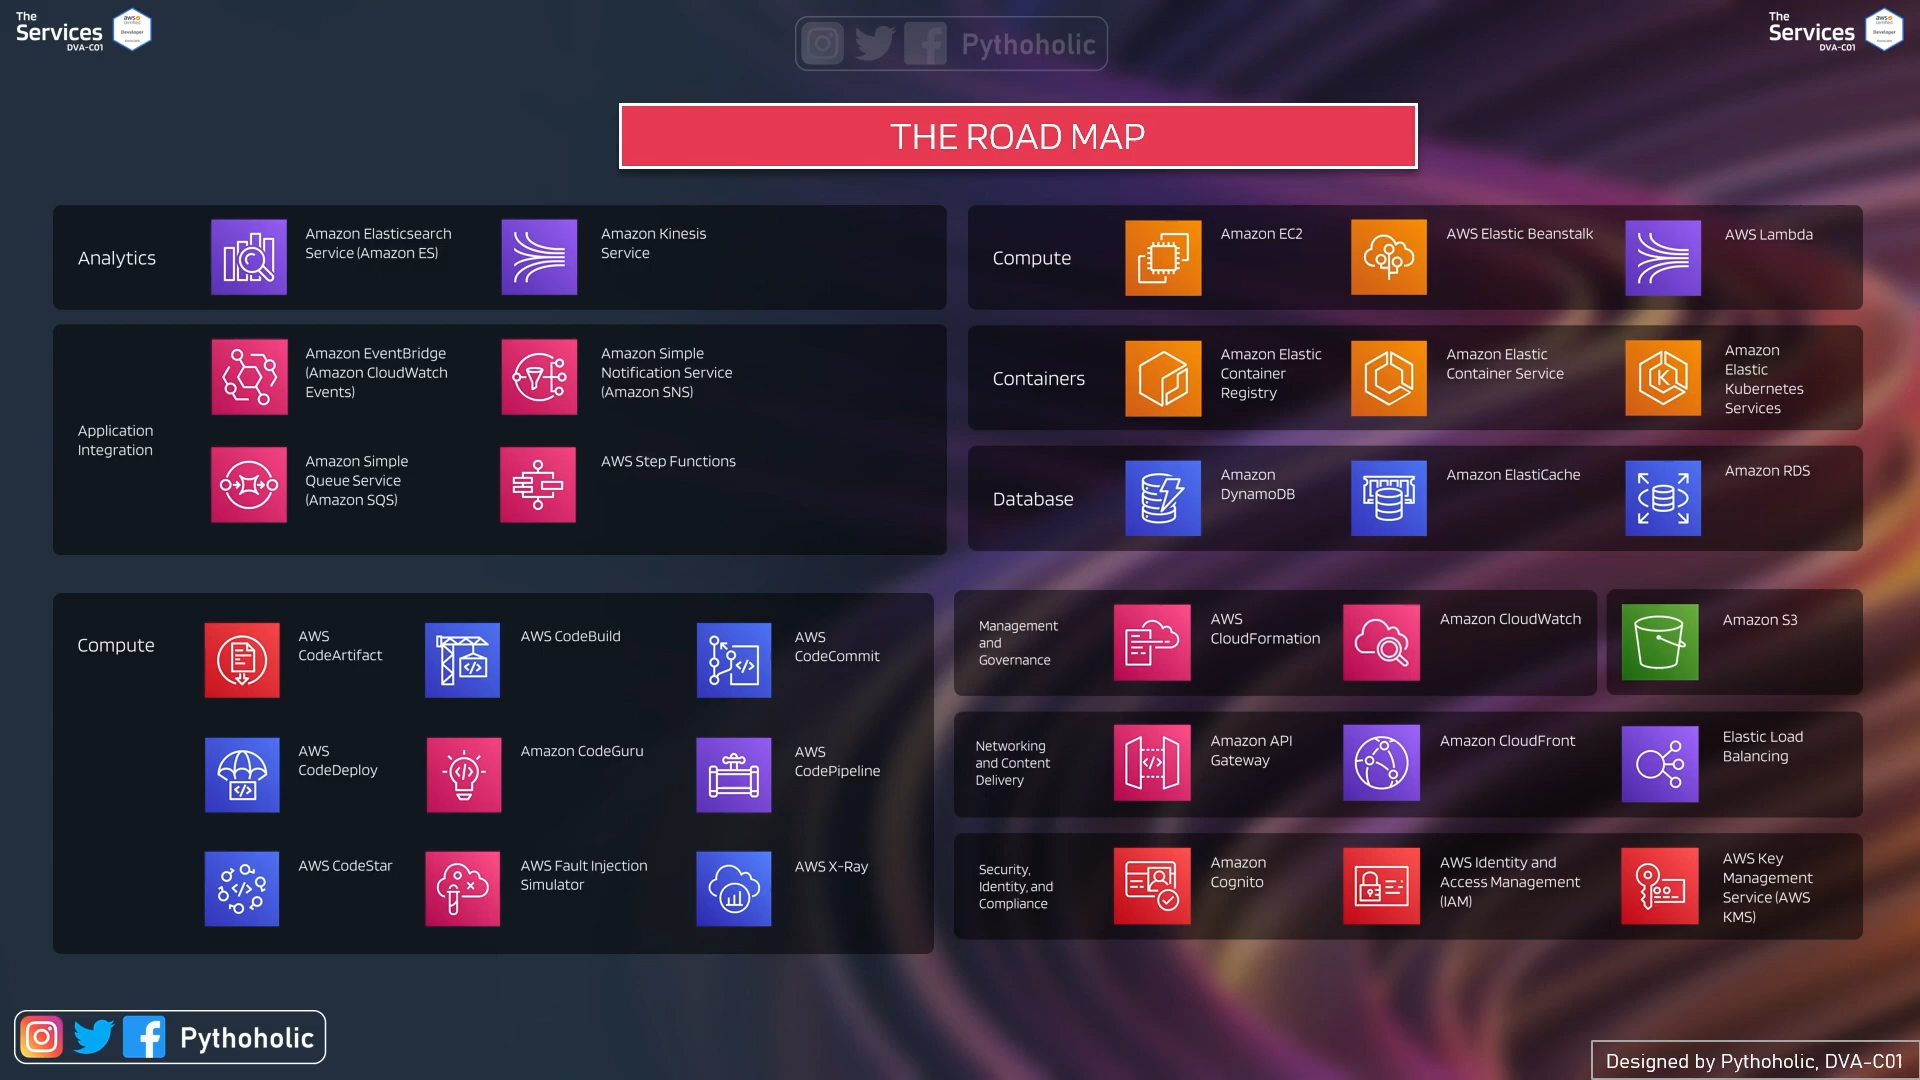 The
Services
DVA-C01
aws
certified
Developer
Pythoholic
The
Services
DVA-C01
aws
certified
Developer
THE ROAD MAP
Analytics
Amazon Elasticsearch
Service (Amazon ES)
Amazon Kinesis
Service
Application
Integration
Amazon EventBridge
(Amazon CloudWatch
Events)
Amazon Simple
Notification Service
(Amazon SNS)
Amazon Simple
Queue Service
(Amazon SQS)
AWS Step Functions
Compute
Amazon EC2
AWS Elastic Beanstalk
AWS Lambda
Containers
Amazon Elastic
Container
Registry
Amazon Elastic
Container Service
Amazon
Elastic
Kubernetes
Services
Database
Amazon
DynamoDB
Amazon ElastiCache
Amazon RDS
Compute
AWS
CodeArtifact
AWS CodeBuild
AWS
CodeCommit
AWS
CodeDeploy
Amazon CodeGuru
AWS
CodePipeline
AWS CodeStar
AWS Fault Injection
Simulator
AWS X-Ray
Management
and
Governance
AWS
CloudFormation
Amazon CloudWatch
Amazon S3
Networking
and Content
Delivery
Amazon API
Gateway
Amazon CloudFront
Elastic Load
Balancing
Security,
Identity, and
Compliance
Amazon
Cognito
AWS Identity and
Access Management
(IAM)
AWS Key
Management
Service (AWS
KMS)
Pythoholic
Designed by Pythoholic, DVA-C01